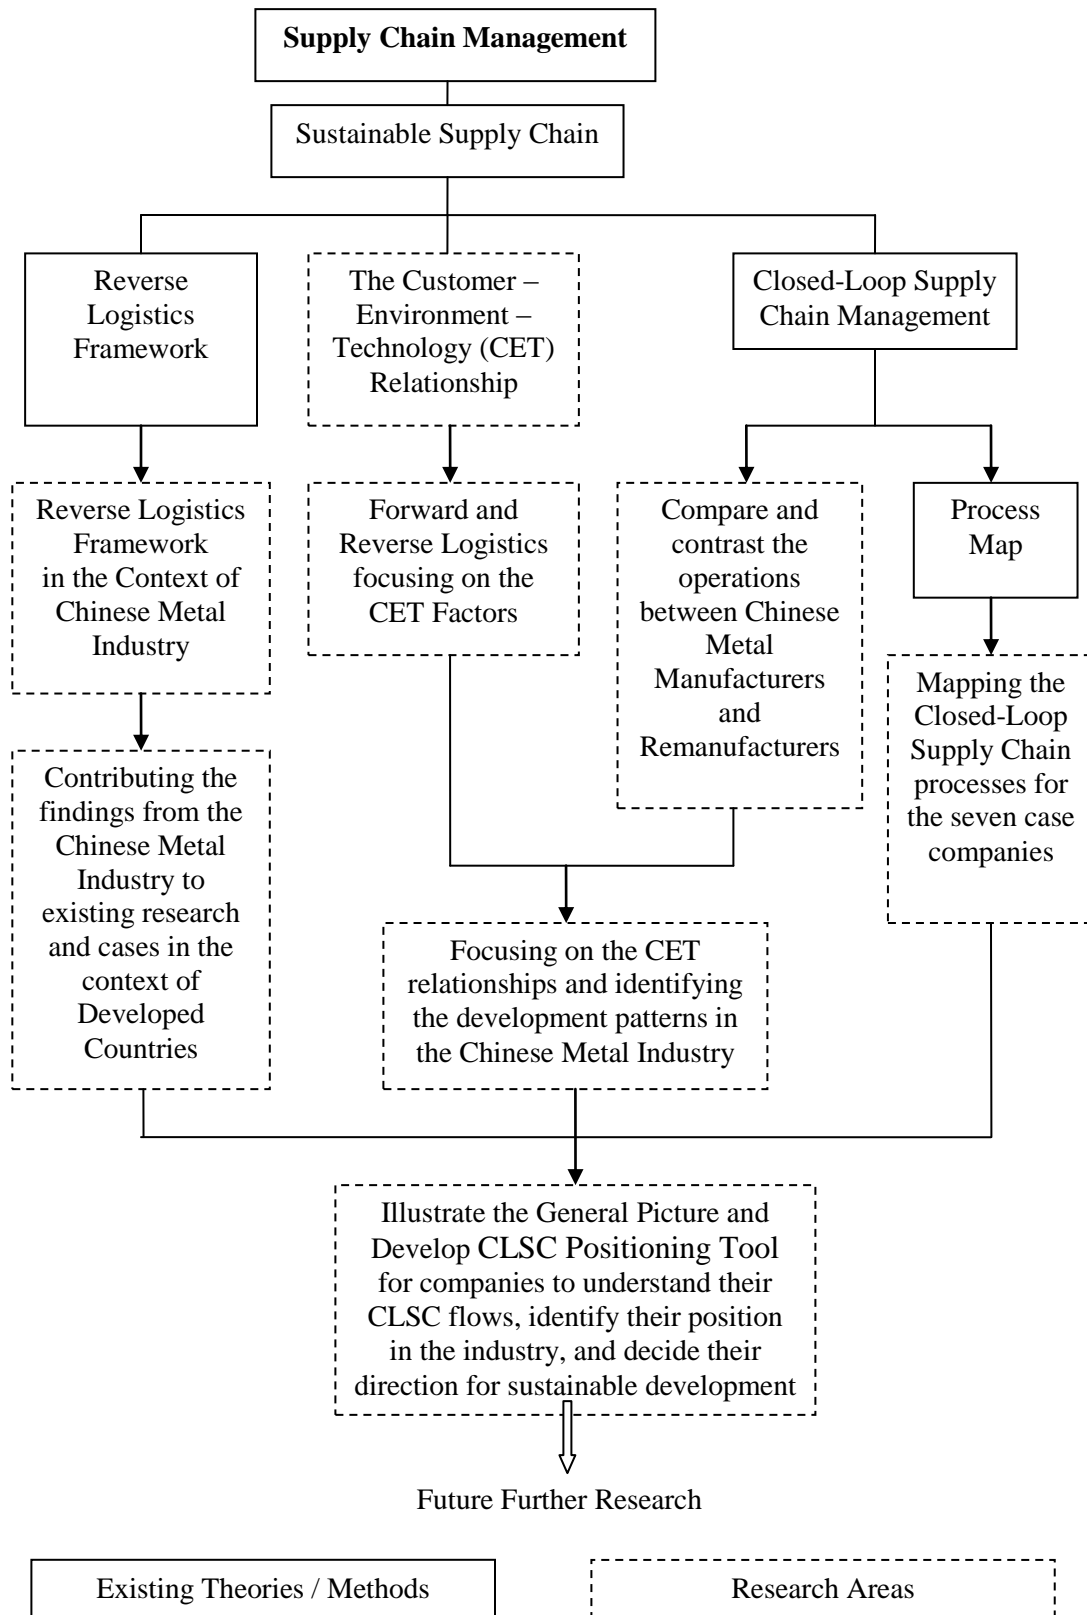 Supply Chain Management
Sustainable Supply Chain
Reverse
Logistics
Framework
The Customer –
Environment –
Technology (CET)
Relationship
Closed-Loop Supply
Chain Management
Reverse Logistics
Framework
in the Context of
Chinese Metal
Industry
Forward and
Reverse Logistics
focusing on the
CET Factors
Compare and
contrast the
operations
between Chinese
Metal
Manufacturers
and
Remanufacturers
Process
Map
Mapping the
Closed-Loop
Supply Chain
processes for
the seven case
companies
Contributing the
findings from the
Chinese Metal
Industry to
existing research
and cases in the
context of
Developed
Countries
Focusing on the CET
relationships and identifying
the development patterns in
the Chinese Metal Industry
Illustrate the General Picture and
Develop CLSC Positioning Tool
for companies to understand their
CLSC flows, identify their position
in the industry, and decide their
direction for sustainable development
Future Further Research
Existing Theories / Methods
Research Areas